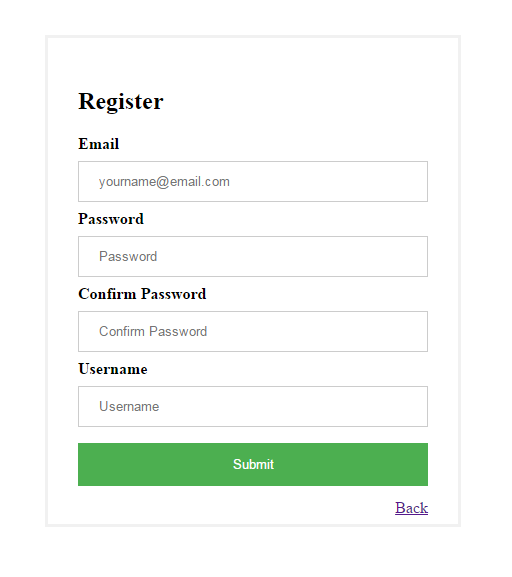 Register
Email
yourname@email.com
Password
Password
Confirm Password
Confirm Password
Username
Username
Submit
Back